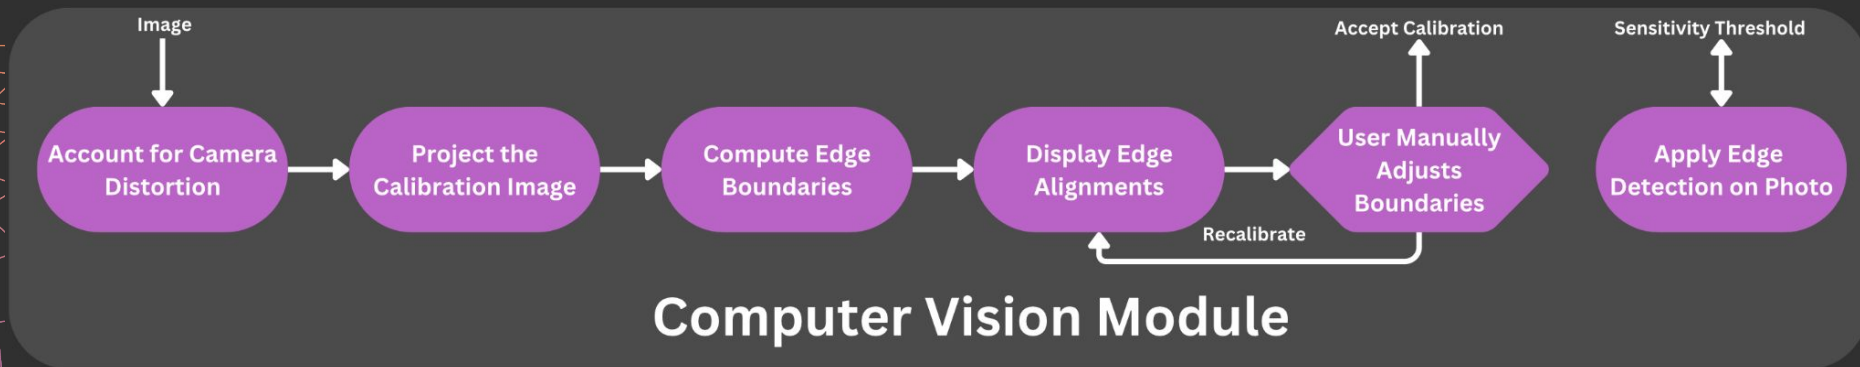 Image
Accept Calibration
Sensitivity Threshold
Account for Camera
Distortion
Project the
Calibration Image
Compute Edge
Boundaries
Display Edge
Alignments
User Manually
Adjusts
Boundaries
Apply Edge
Detection on Photo
Recalibrate
Computer Vision Module